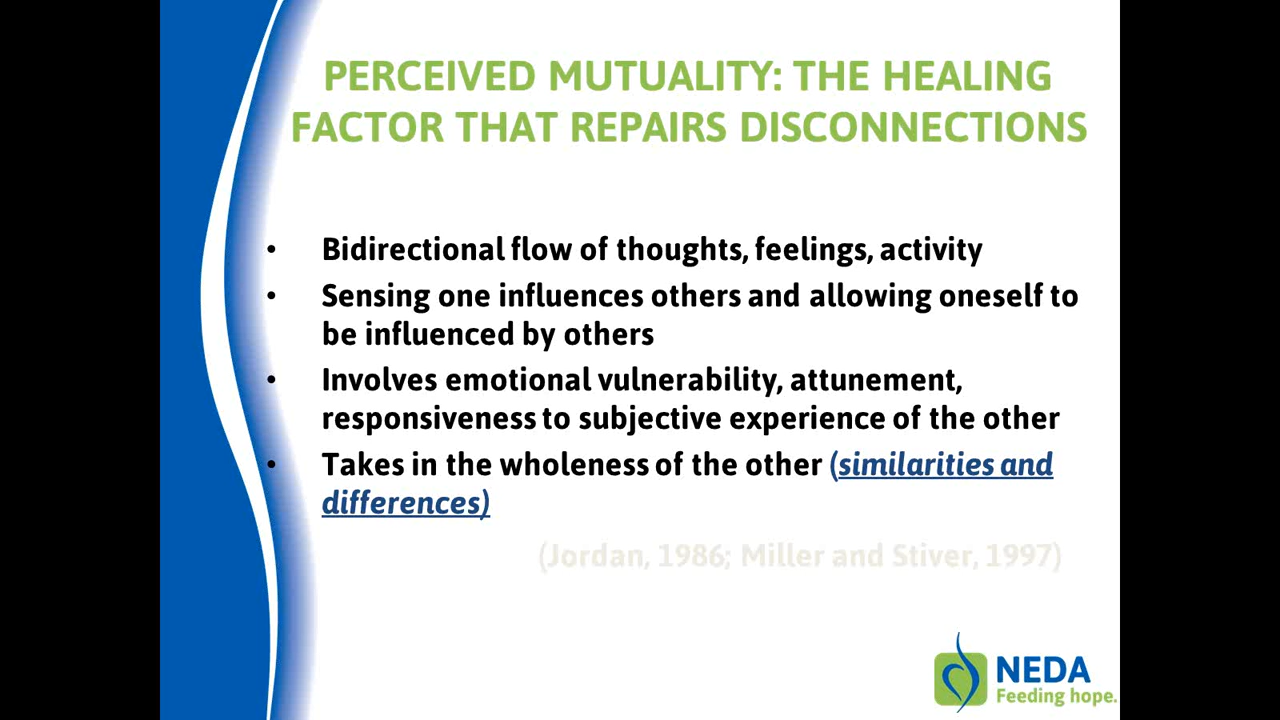 PERCEIVED MUTUALITY: THE HEALING
FACTOR THAT REPAIRS DISCONNECTIONS
• Bidirectional flow of thoughts, feelings, activity
• Sensing one influences others and allowing oneself to
be influenced by others
• Involves emotional vulnerability, attunement,
responsiveness to subjective experience of the other
• Takes in the wholeness of the other (similarities and
differences)
(Jordan, 1986; Miller and Stiver, 1997)
NEDA
Feeding hope.